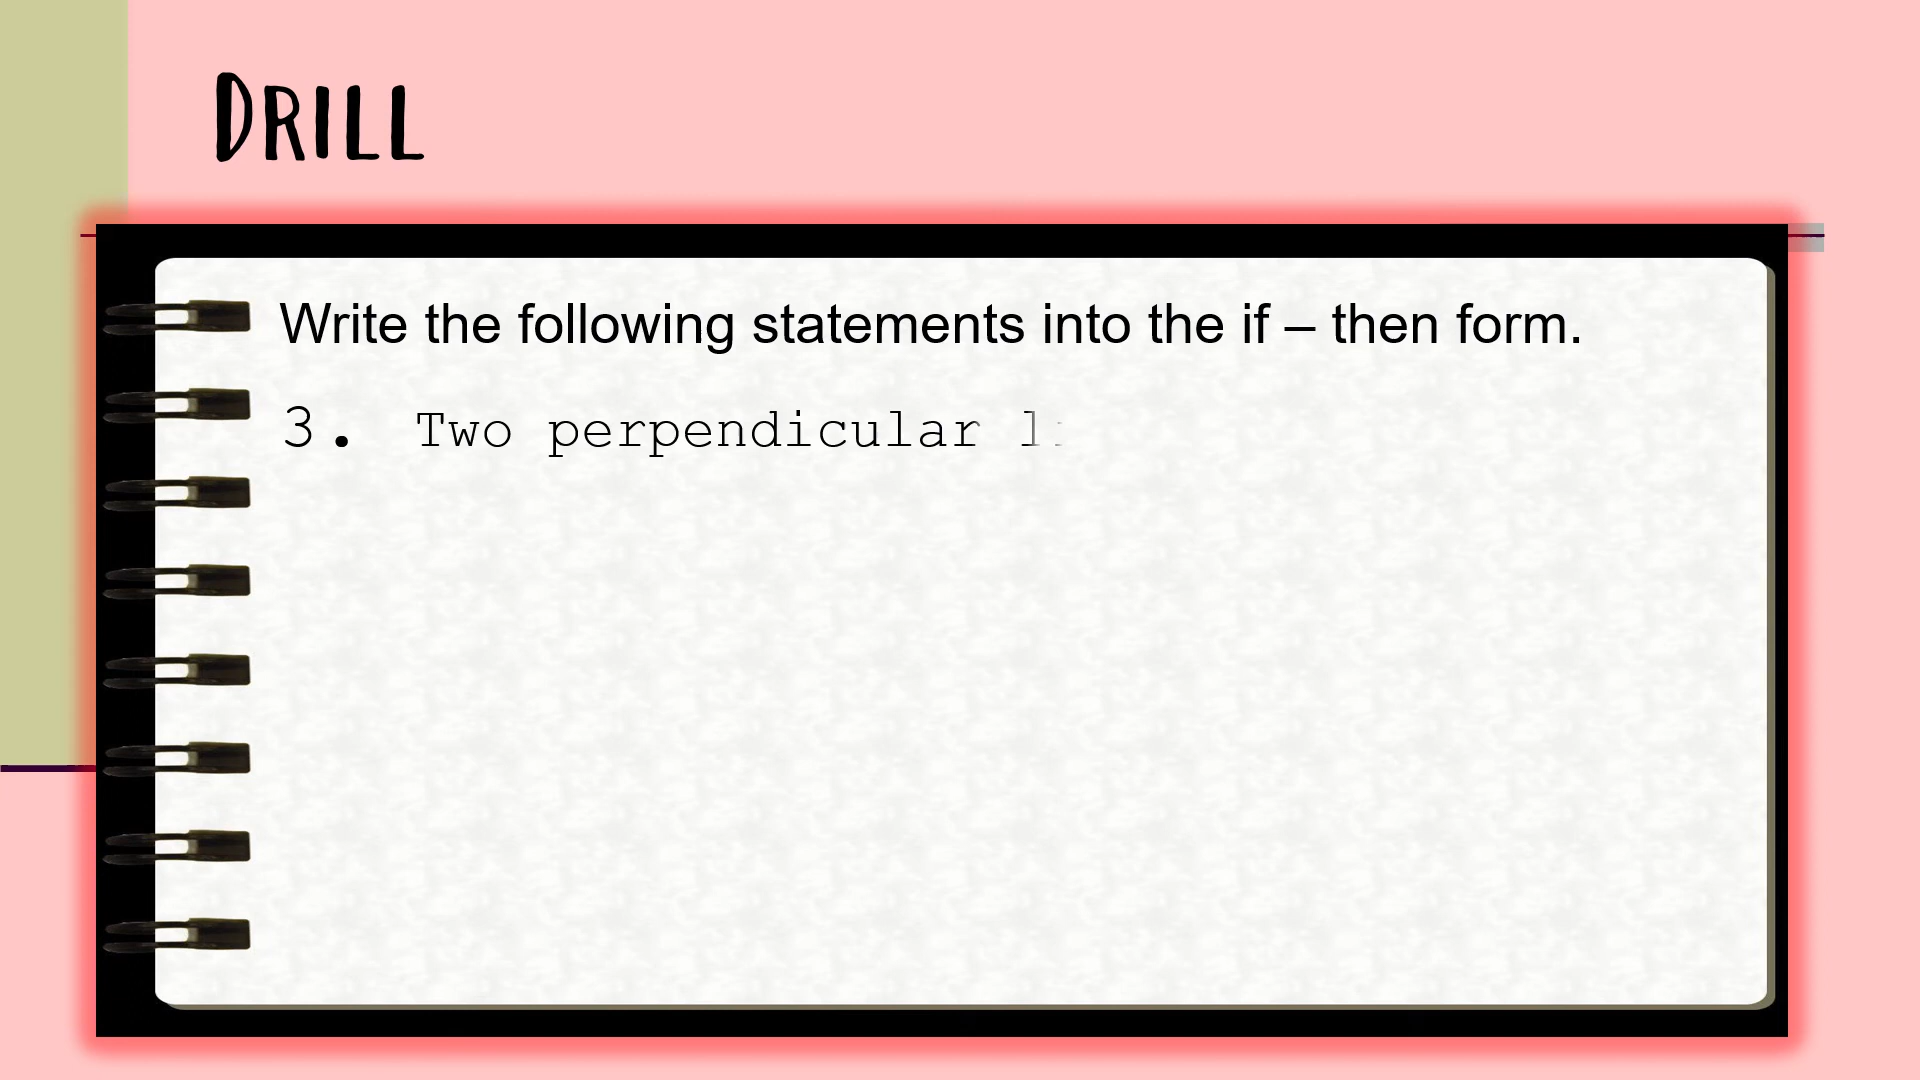 DRILL
Write the following statements into the if – then form.
3. Two perpendicular